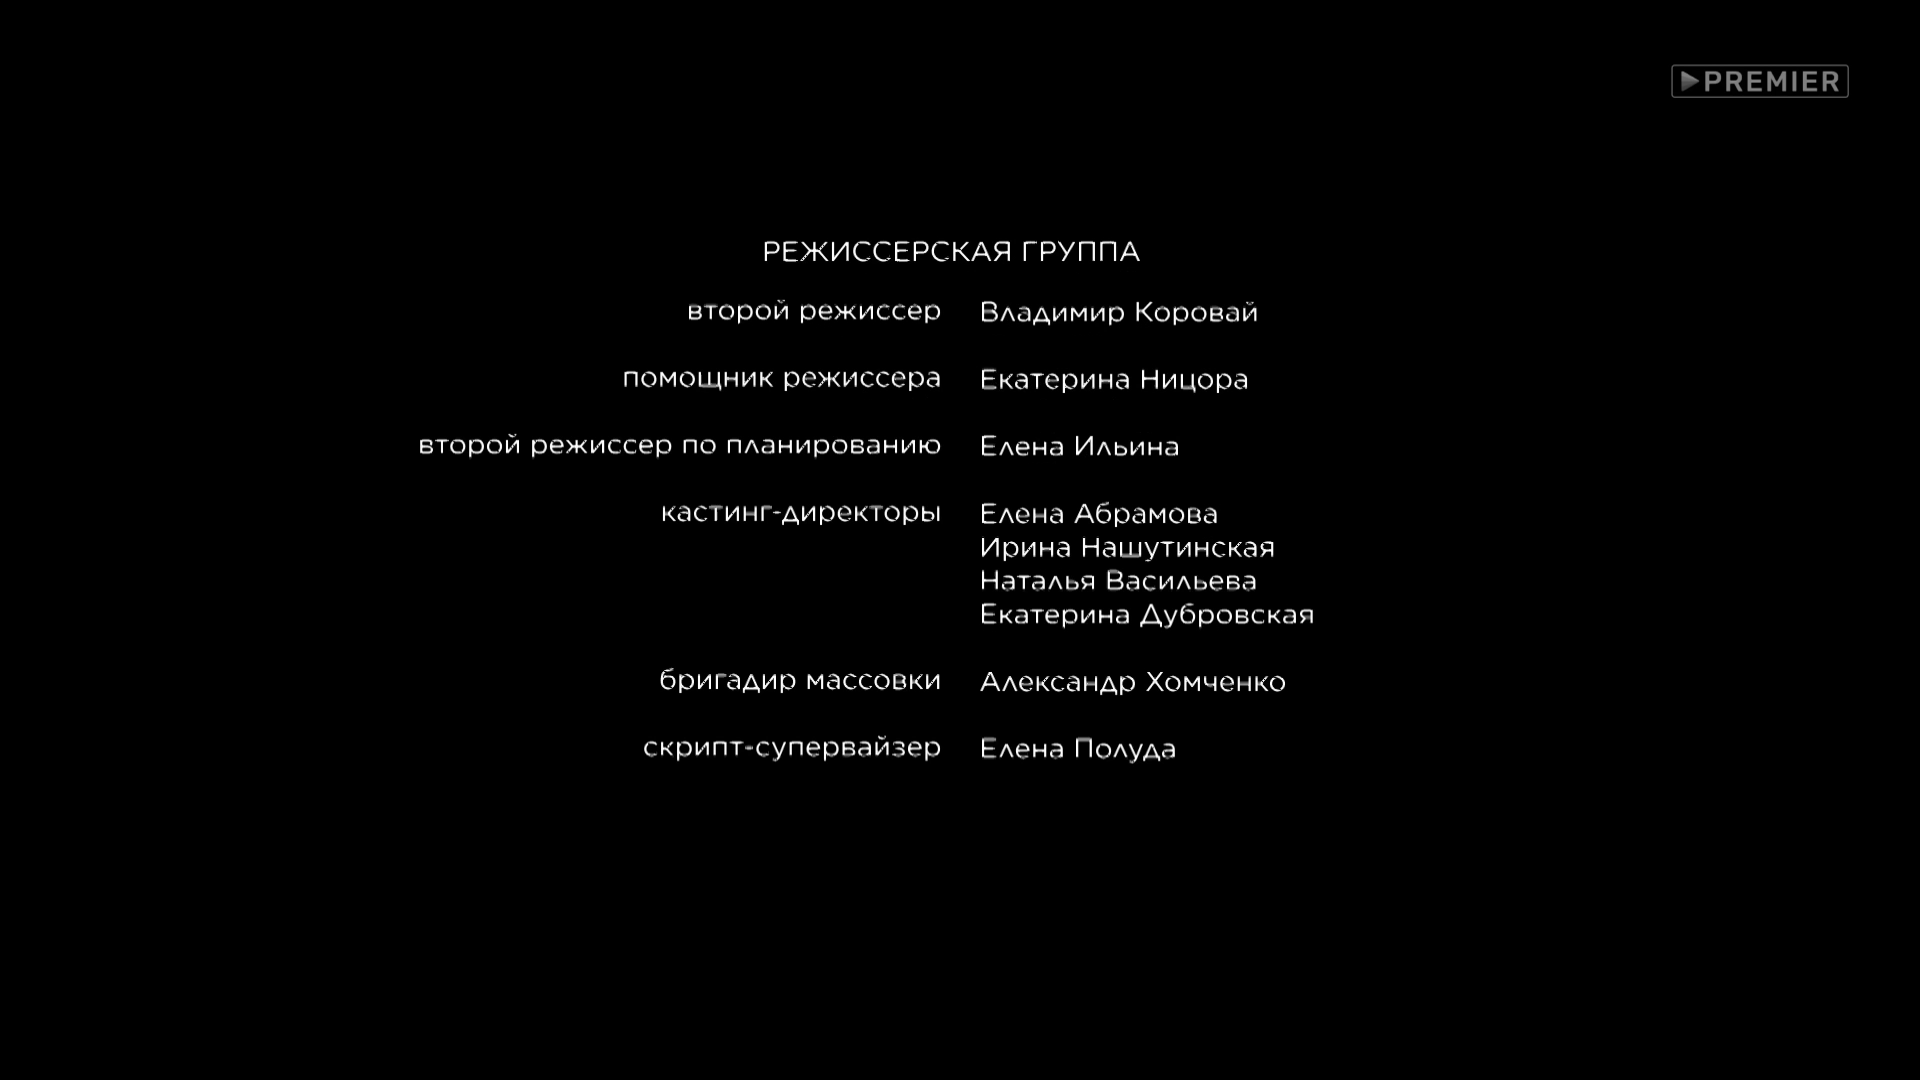 PREMIER
РЕЖИССЕРСКАЯ ГРУППА
второй режиссер Владимир Коровай
помощник режиссера Екатерина Ницора
второй режиссер по планированию Елена Ильина
кастинг-директоры Елена Абрамова
Ирина Нашутинская
Наталья Васильева
Екатерина Дубровская
бригадир массовки Александр Хомченко
скрипт-супервайзер Елена Полуда